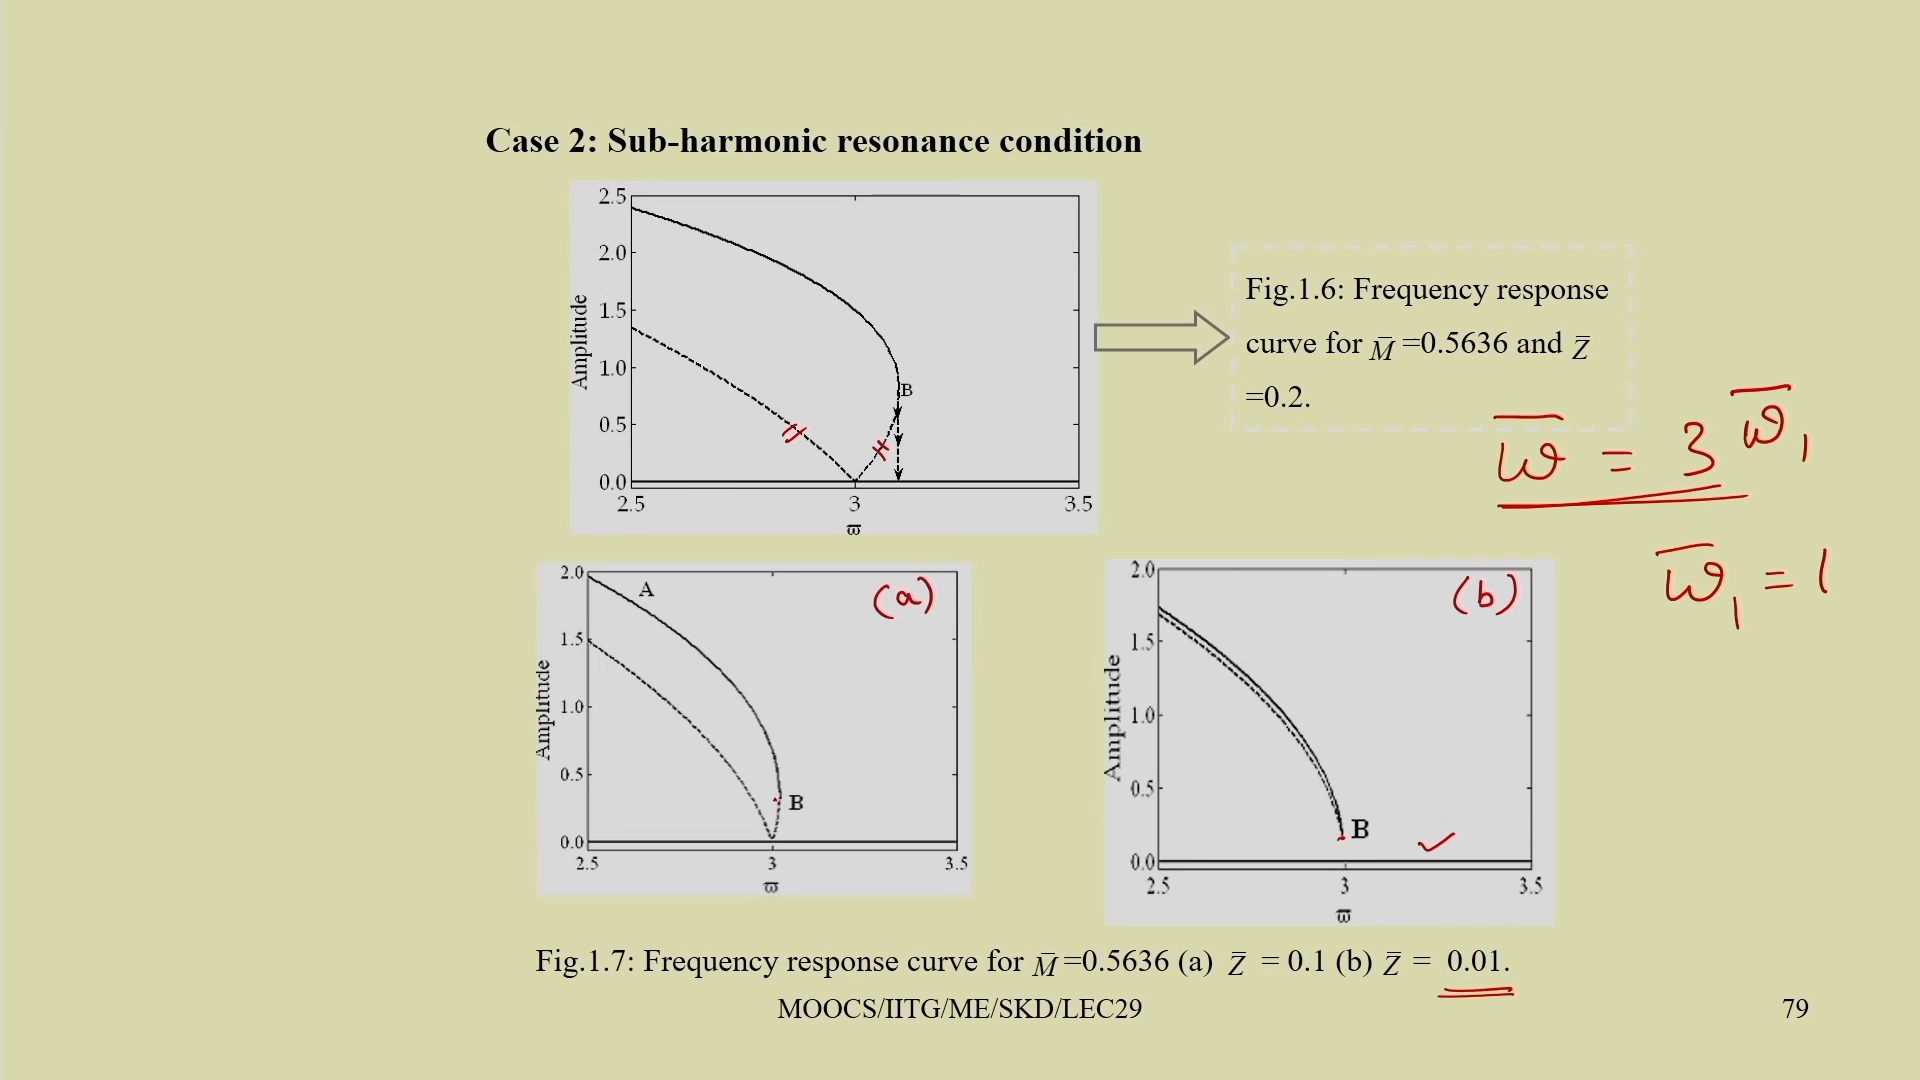 Case 2: Sub-harmonic resonance condition
2.5
2.0
1.5
1.0
0.5
0.0
Amplitude
B
2.5 3 3.5
ϖ
Fig.1.6: Frequency response
curve for M̄ =0.5636 and Z̄
=0.2.
ω̄ = 3 ω̄₁
ω̄₁ = 1
2.0
1.5
1.0
0.5
0.0
Amplitude
A
(a)
B
2.5 3 3.5
ϖ
2.0
1.5
1.0
0.5
0.0
Amplitude
(b)
B
2.5 3 3.5
ϖ
Fig.1.7: Frequency response curve for M̄=0.5636 (a) Z̄ = 0.1 (b) Z̄ = 0.01.
MOOCS/IITG/ME/SKD/LEC29
79